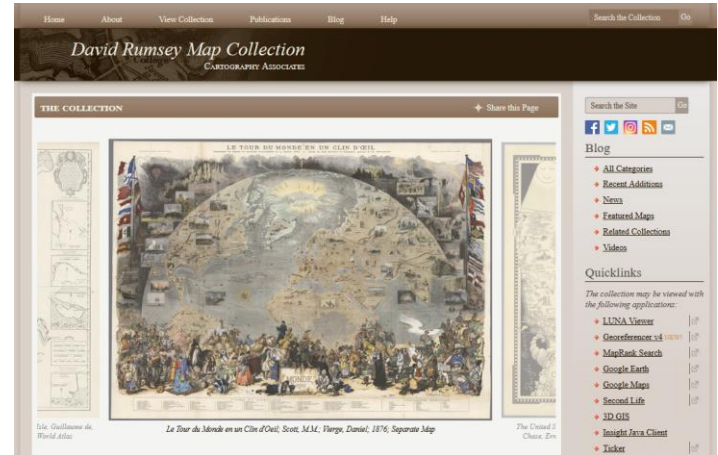 Home About View Collection Publications Blog Help
Search the Collection Go
David Rumsey Map Collection
CARTOGRAPHY ASSOCIATES
THE COLLECTION
Share this Page
LE TOUR DU MONDE EN UN CLIN D'ŒIL
MONDE
Isle, Guillaume de,
World Atlas
Le Tour du Monde en un Clin d'Oeil; Scott, M.M.; Vierge, Daniel; 1876; Separate Map
The United S
Chase, Ern
Search the Site Go
Blog
All Categories
Recent Additions
News
Featured Maps
Related Collections
Videos
Quicklinks
The collection may be viewed with
the following applications:
LUNA Viewer
Georeferencer v4 NEW!
MapRank Search
Google Earth
Google Maps
Second Life
3D GIS
Insight Java Client
Ticker